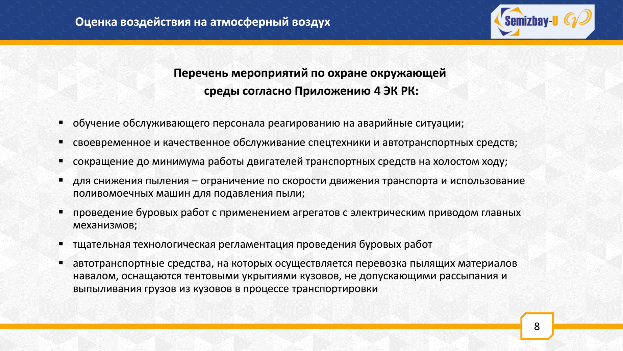 Оценка воздействия на атмосферный воздух
Semizbay-U
Перечень мероприятий по охране окружающей
среды согласно Приложению 4 ЭК РК:
▪ обучение обслуживающего персонала реагированию на аварийные ситуации;
▪ своевременное и качественное обслуживание спецтехники и автотранспортных средств;
▪ сокращение до минимума работы двигателей транспортных средств на холостом ходу;
▪ для снижения пыления – ограничение по скорости движения транспорта и использование
поливомоечных машин для подавления пыли;
▪ проведение буровых работ с применением агрегатов с электрическим приводом главных
механизмов;
▪ тщательная технологическая регламентация проведения буровых работ
▪ автотранспортные средства, на которых осуществляется перевозка пылящих материалов
навалом, оснащаются тентовыми укрытиями кузовов, не допускающими рассыпания и
выпыливания грузов из кузовов в процессе транспортировки
8